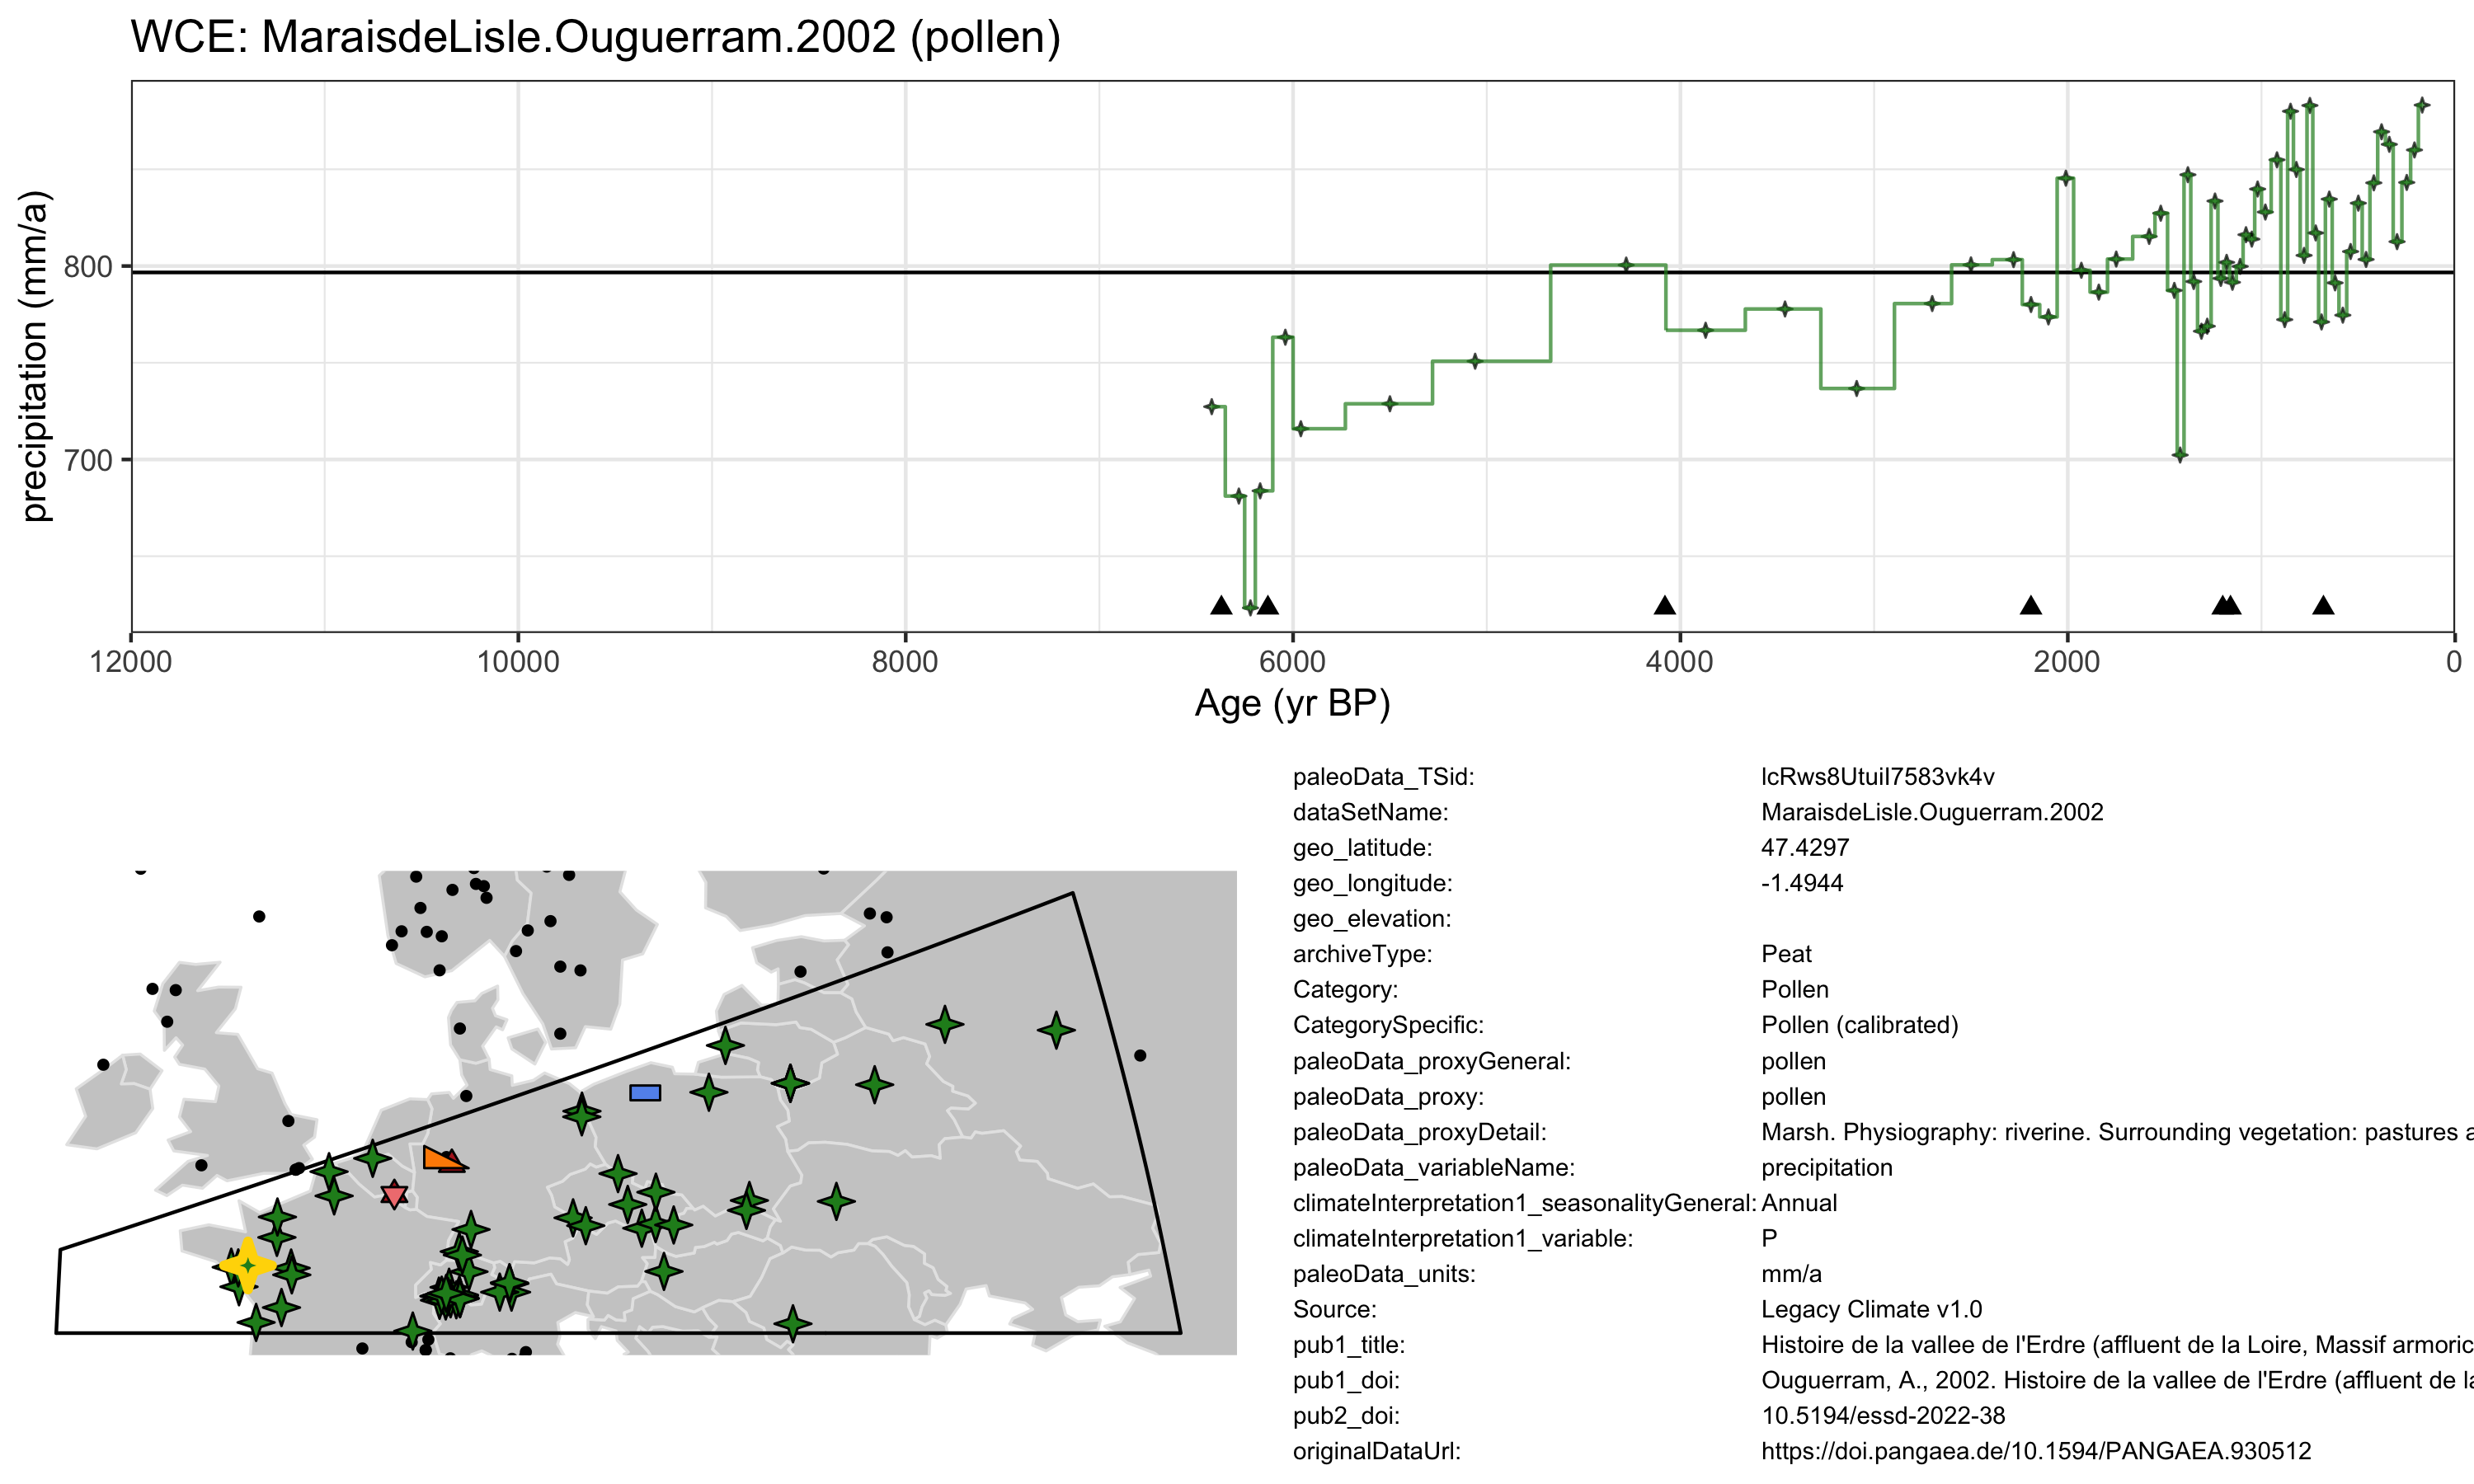 WCE: MaraisdeLisle.Ouguerram.2002 (pollen)
precipitation (mm/a)
800
700
12000 10000 8000 6000 4000 2000 0
Age (yr BP)
paleoData_TSid: lcRws8Utuil7583vk4v
dataSetName: MaraisdeLisle.Ouguerram.2002
geo_latitude: 47.4297
geo_longitude: -1.4944
geo_elevation:
archiveType: Peat
Category: Pollen
CategorySpecific: Pollen (calibrated)
paleoData_proxyGeneral: pollen
paleoData_proxy: pollen
paleoData_proxyDetail: Marsh. Physiography: riverine. Surrounding vegetation: pastures a
paleoData_variableName: precipitation
climateInterpretation1_seasonalityGeneral: Annual
climateInterpretation1_variable: P
paleoData_units: mm/a
Source: Legacy Climate v1.0
pub1_title: Histoire de la vallee de l'Erdre (affluent de la Loire, Massif armoric
pub1_doi: Ouguerram, A., 2002. Histoire de la vallee de l'Erdre (affluent de la
pub2_doi: 10.5194/essd-2022-38
originalDataUrl: https://doi.pangaea.de/10.1594/PANGAEA.930512